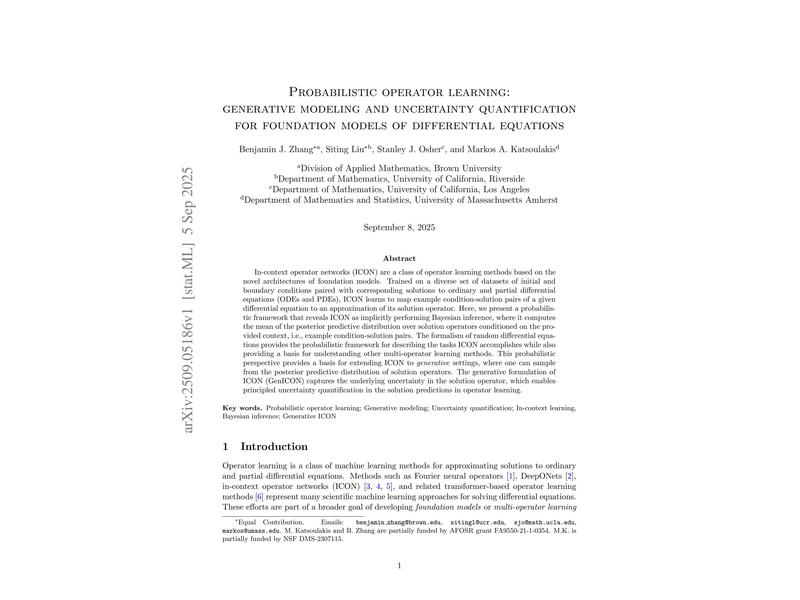 arXiv:2509.05186v1 [stat.ML] 5 Sep 2025
Probabilistic operator learning:
generative modeling and uncertainty quantification
for foundation models of differential equations
Benjamin J. Zhang*a, Siting Liu*b, Stanley J. Osherc, and Markos A. Katsoulakisd
aDivision of Applied Mathematics, Brown University
bDepartment of Mathematics, University of California, Riverside
cDepartment of Mathematics, University of California, Los Angeles
dDepartment of Mathematics and Statistics, University of Massachusetts Amherst
September 8, 2025
Abstract
In-context operator networks (ICON) are a class of operator learning methods based on the
novel architectures of foundation models. Trained on a diverse set of datasets of initial and
boundary conditions paired with corresponding solutions to ordinary and partial differential
equations (ODEs and PDEs), ICON learns to map example condition-solution pairs of a given
differential equation to an approximation of its solution operator. Here, we present a probabilistic
framework that reveals ICON as implicitly performing Bayesian inference, where it computes
the mean of the posterior predictive distribution over solution operators conditioned on the pro-
vided context, i.e., example condition-solution pairs. The formalism of random differential equa-
tions provides the probabilistic framework for describing the tasks ICON accomplishes while also
providing a basis for understanding other multi-operator learning methods. This probabilistic
perspective provides a basis for extending ICON to generative settings, where one can sample
from the posterior predictive distribution of solution operators. The generative formulation of
ICON (GenICON) captures the underlying uncertainty in the solution operator, which enables
principled uncertainty quantification in the solution predictions in operator learning.
Key words. Probabilistic operator learning; Generative modeling; Uncertainty quantification; In-context learning,
Bayesian inference; Generative ICON
1 Introduction
Operator learning is a class of machine learning methods for approximating solutions to ordinary
and partial differential equations. Methods such as Fourier neural operators [1], DeepONets [2],
in-context operator networks (ICON) [3, 4, 5], and related transformer-based operator learning
methods [6] represent many scientific machine learning approaches for solving differential equations.
These efforts are part of a broader goal of developing foundation models or multi-operator learning
*Equal Contribution. Emails: benjamin_zhang@brown.edu, sitingl@ucr.edu, sjo@math.ucla.edu,
markos@umass.edu. M. Katsoulakis and B. Zhang are partially funded by AFOSR grant FA9550-21-1-0354. M.K. is
partially funded by NSF DMS-2307115.
1